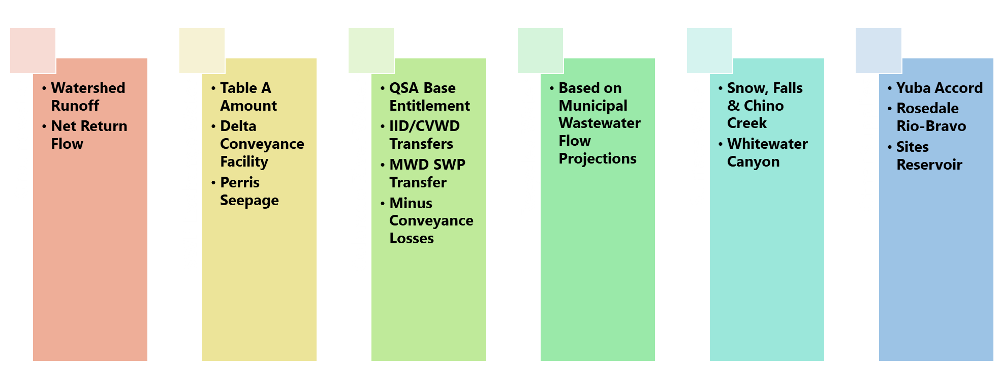 • Watershed
Runoff
• Net Return
Flow
• Table A
Amount
• Delta
Conveyance
Facility
• Perris
Seepage
• QSA Base
Entitlement
• IID/CVWD
Transfers
• MWD SWP
Transfer
• Minus
Conveyance
Losses
• Based on
Municipal
Wastewater
Flow
Projections
• Snow, Falls
& Chino
Creek
• Whitewater
Canyon
• Yuba Accord
• Rosedale
Rio-Bravo
• Sites
Reservoir